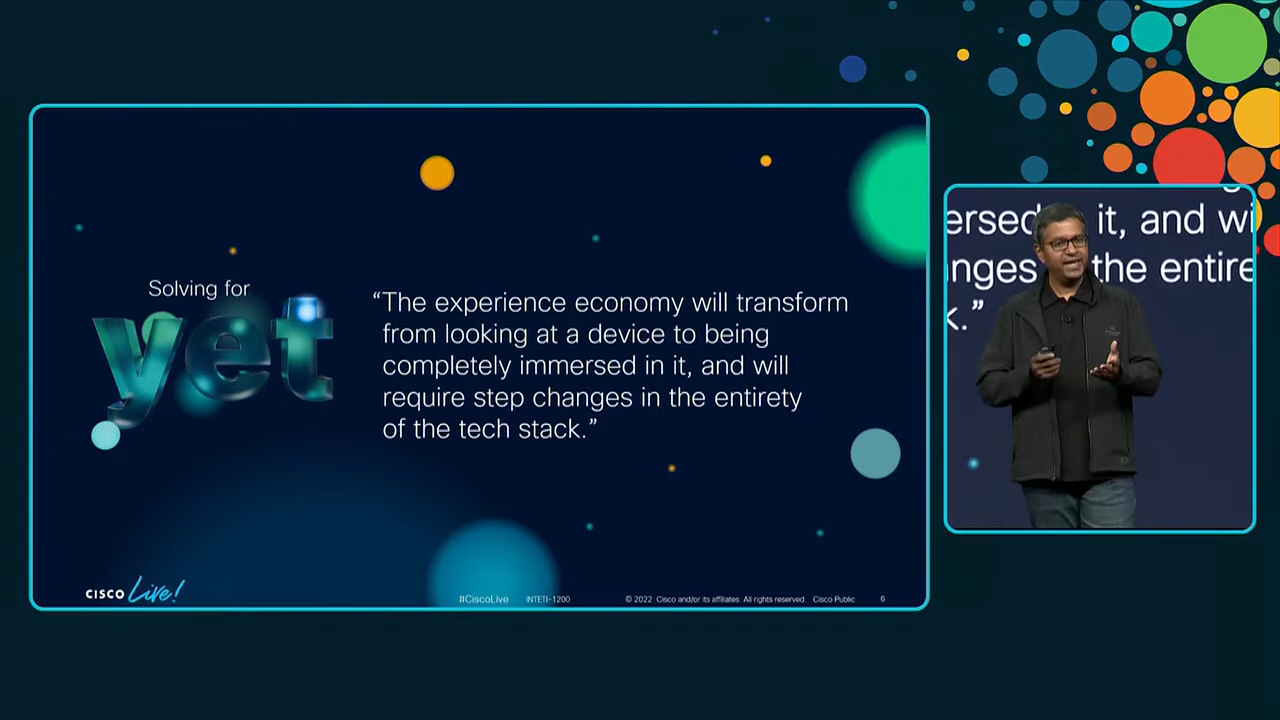 Solving for
yet
“The experience economy will transform
from looking at a device to being
completely immersed in it, and will
require step changes in the entirety
of the tech stack.”
CISCO Live!
#CiscoLive INTETI-1200 © 2022 Cisco and/or its affiliates. All rights reserved. Cisco Public 6
it, and wi
the entire
k.”